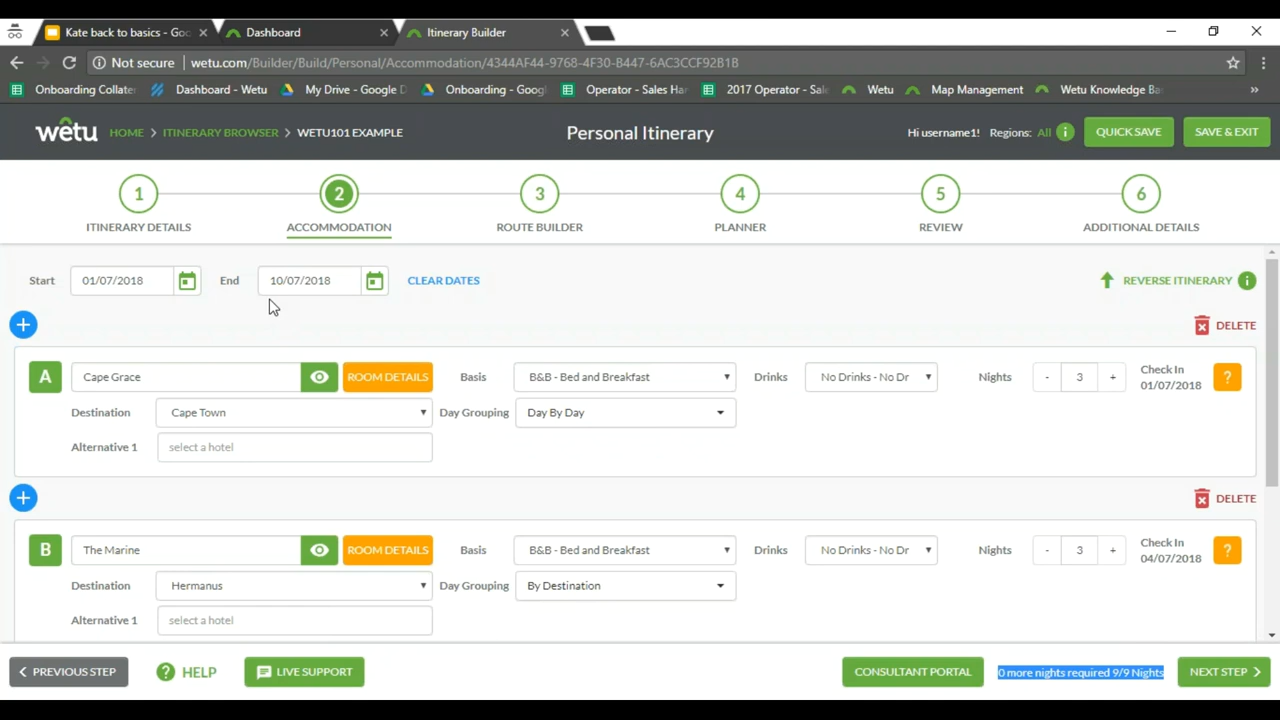 Kate back to basics - Goo
Dashboard
Itinerary Builder
Not secure | wetu.com/Builder/Build/Personal/Accommodation/4344AF44-9768-4F30-B447-6AC3CCF92B1B
Onboarding Collater
Dashboard - Wetu
My Drive - Google D
Onboarding - Googl
Operator - Sales Har
2017 Operator - Sale
Wetu
Map Management
Wetu Knowledge Ba
»
wetu HOME > ITINERARY BROWSER > WETU101 EXAMPLE
Personal Itinerary
Hi username1! Regions: All i
QUICK SAVE
SAVE & EXIT
1 2 3 4 5 6
ITINERARY DETAILS ACCOMMODATION ROUTE BUILDER PLANNER REVIEW ADDITIONAL DETAILS
Start 01/07/2018 End 10/07/2018 CLEAR DATES REVERSE ITINERARY i
+ DELETE
A Cape Grace ROOM DETAILS Basis B&B - Bed and Breakfast Drinks No Drinks - No Dr Nights - 3 + Check In 01/07/2018 ?
Destination Cape Town Day Grouping Day By Day
Alternative 1 select a hotel
+ DELETE
B The Marine ROOM DETAILS Basis B&B - Bed and Breakfast Drinks No Drinks - No Dr Nights - 3 + Check In 04/07/2018 ?
Destination Hermanus Day Grouping By Destination
Alternative 1 select a hotel
< PREVIOUS STEP ? HELP LIVE SUPPORT CONSULTANT PORTAL 0 more nights required 9/9 Nights NEXT STEP >